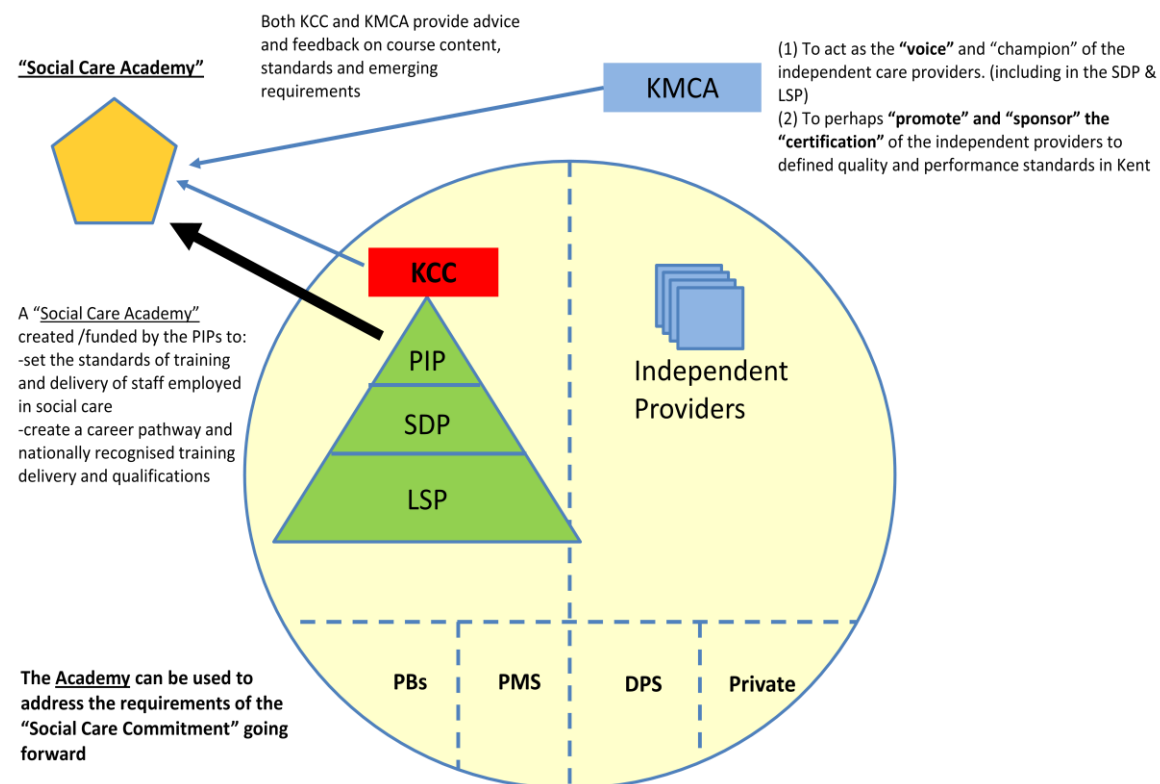 Both KCC and KMCA provide advice
and feedback on course content,
standards and emerging
requirements
“Social Care Academy”
KMCA
(1) To act as the “voice” and “champion” of the
independent care providers. (including in the SDP &
LSP)
(2) To perhaps “promote” and “sponsor” the
“certification” of the independent providers to
defined quality and performance standards in Kent
KCC
PIP
SDP
LSP
Independent
Providers
A “Social Care Academy”
created /funded by the PIPs to:
-set the standards of training
and delivery of staff employed
in social care
-create a career pathway and
nationally recognised training
delivery and qualifications
PBs
PMS
DPS
Private
The Academy can be used to
address the requirements of the
“Social Care Commitment” going
forward